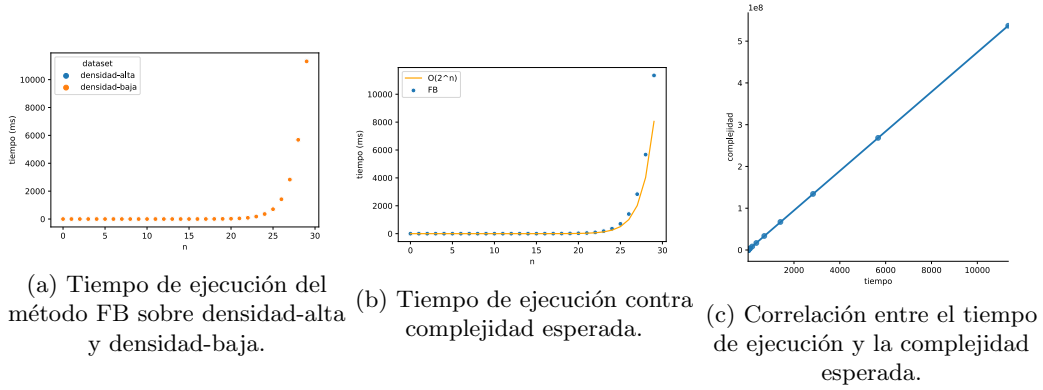 dataset
densidad-alta
densidad-baja
10000
8000
6000
4000
2000
0
tiempo (ms)
0 5 10 15 20 25 30
n
(a) Tiempo de ejecución del
método FB sobre densidad-alta
y densidad-baja.
O(2^n)
FB
10000
8000
6000
4000
2000
0
tiempo (ms)
0 5 10 15 20 25 30
n
(b) Tiempo de ejecución contra
complejidad esperada.
1e8
5
4
3
2
1
0
complejidad
2000 4000 6000 8000 10000
tiempo
(c) Correlación entre el tiempo
de ejecución y la complejidad
esperada.